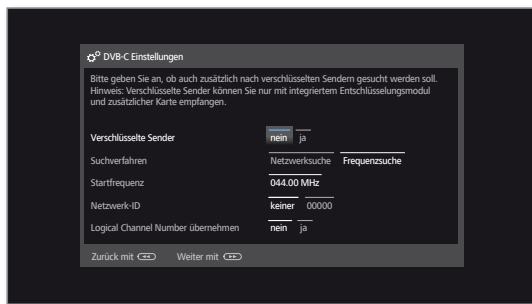 DVB-C Einstellungen
Bitte geben Sie an, ob auch zusätzlich nach verschlüsselten Sendern gesucht werden soll.
Hinweis: Verschlüsselte Sender können Sie nur mit integriertem Entschlüsselungsmodul
und zusätzlicher Karte empfangen.
Verschlüsselte Sender nein ja
Suchverfahren Netzwerksuche Frequenzsuche
Startfrequenz 044.00 MHz
Netzwerk-ID keiner 00000
Logical Channel Number übernehmen nein ja
Zurück mit Weiter mit